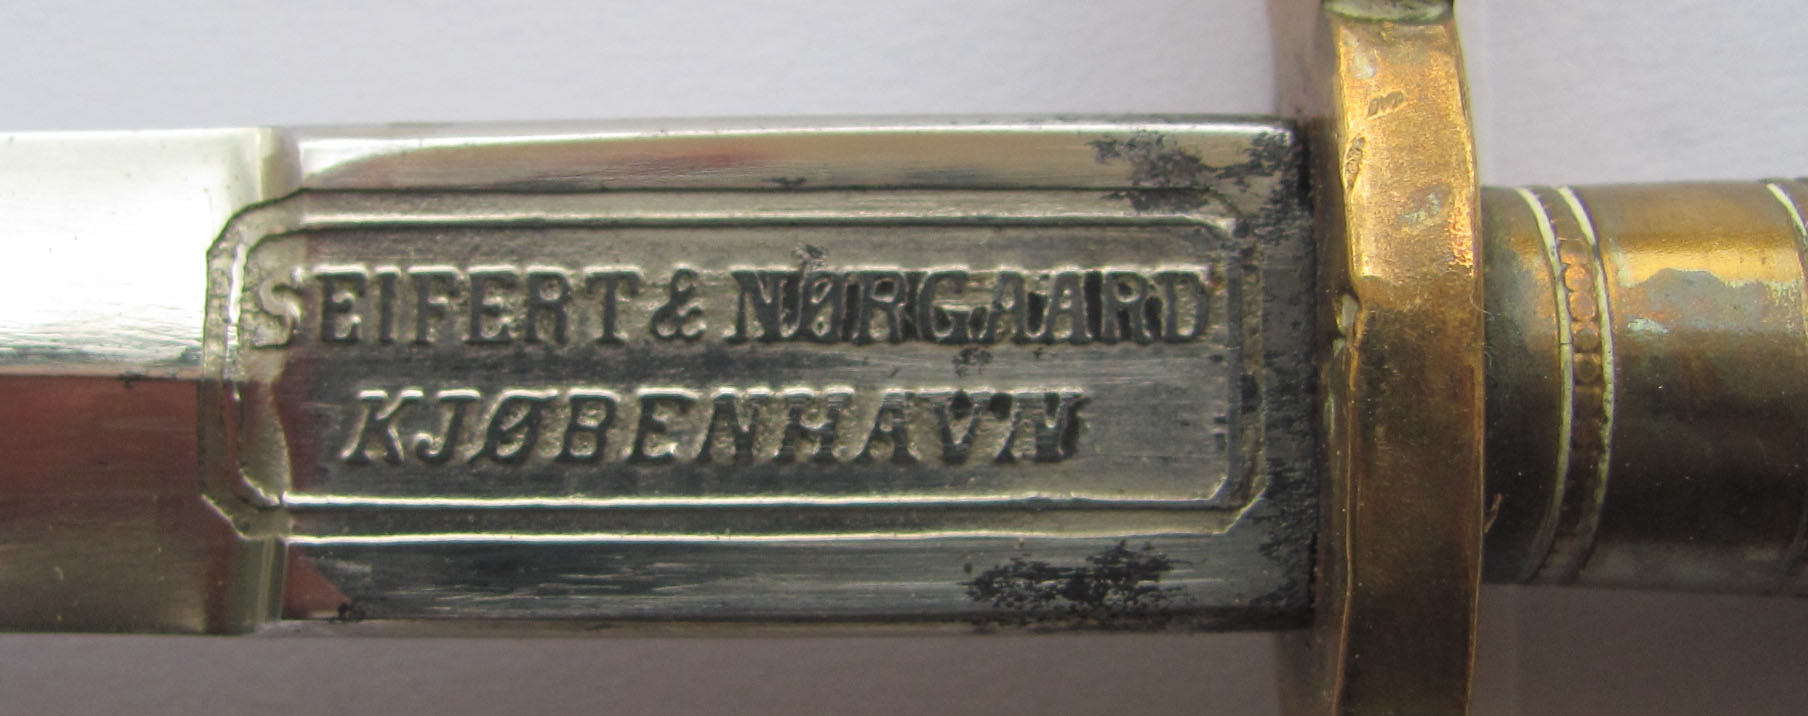 SEIFERT & NØRGAARD
KJØBENHAVN